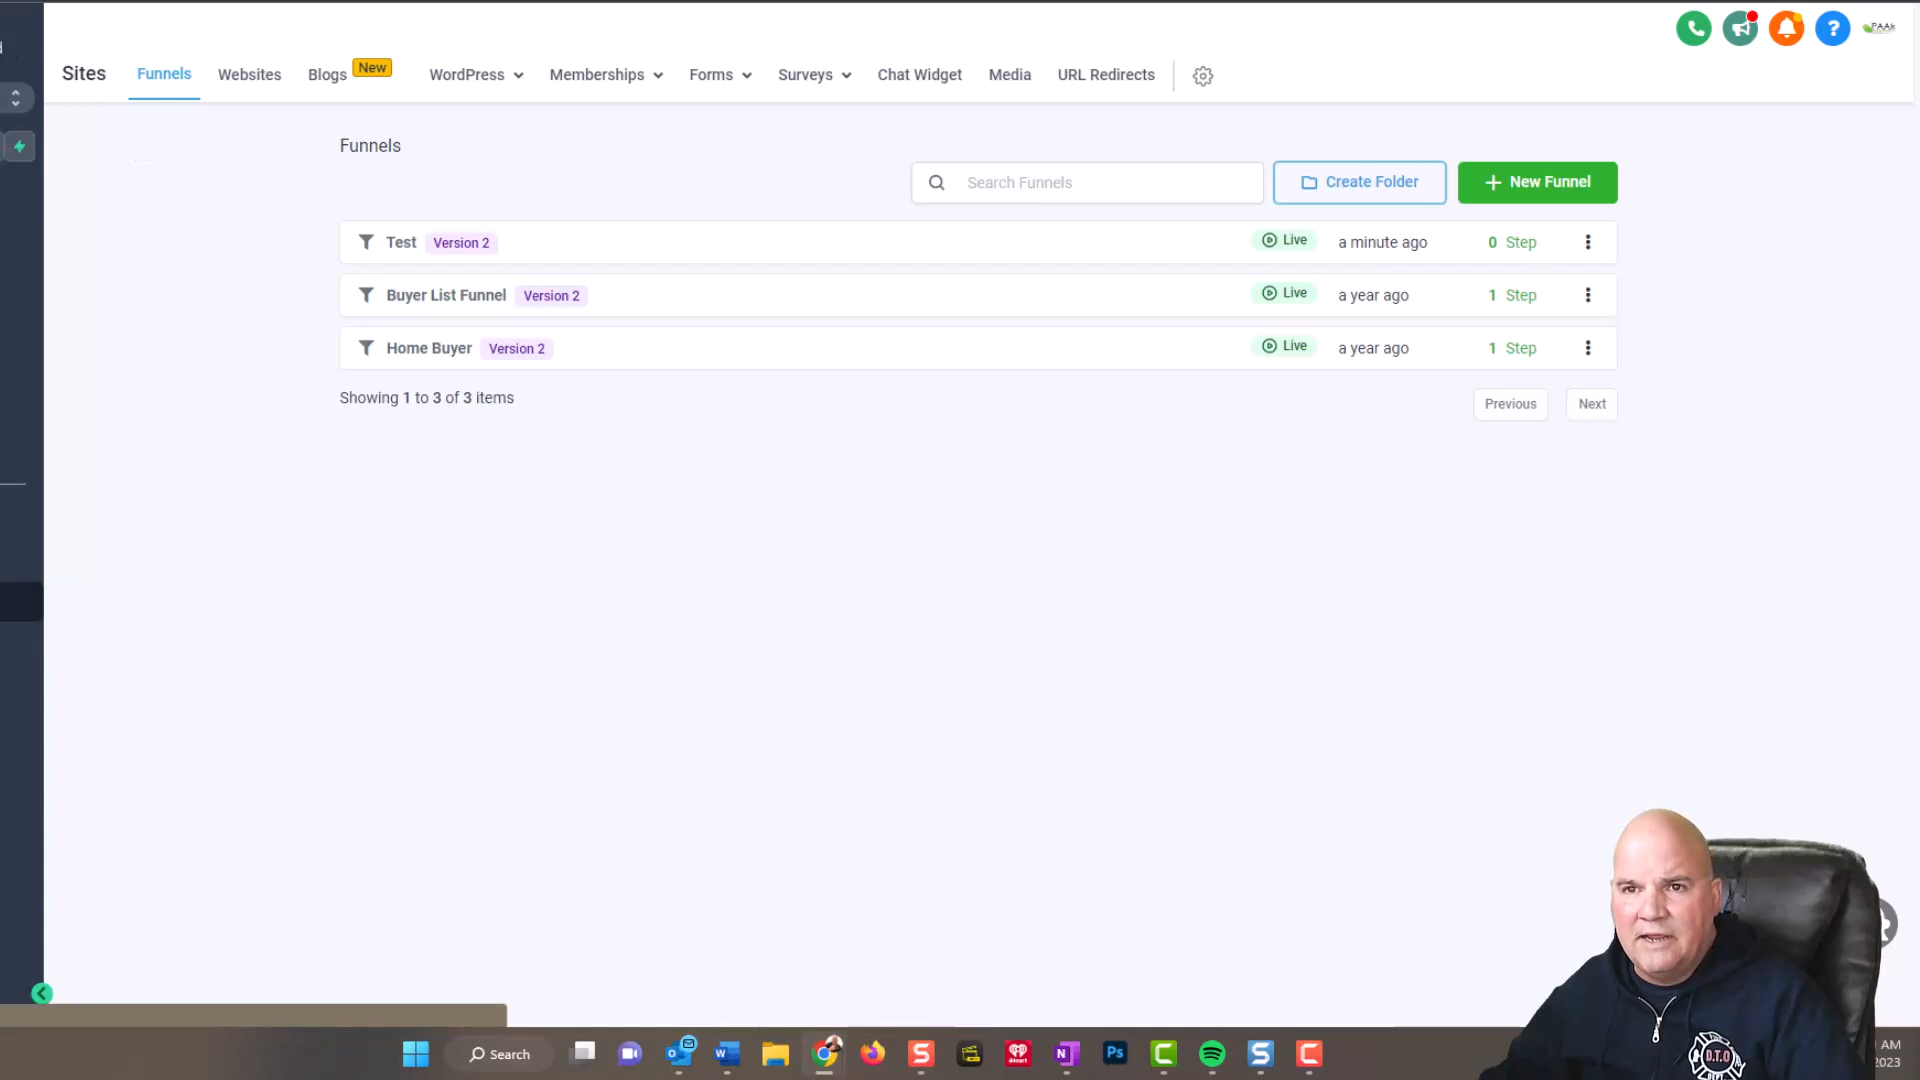 d
Sites Funnels Websites Blogs New WordPress Memberships Forms Surveys Chat Widget Media URL Redirects
?
PAAk
Funnels
Search Funnels Create Folder + New Funnel
Test Version 2 Live a minute ago 0 Step
Buyer List Funnel Version 2 Live a year ago 1 Step
Home Buyer Version 2 Live a year ago 1 Step
Showing 1 to 3 of 3 items
Previous Next
D.T.O
Search
iHeart
N
Ps
AM
2023